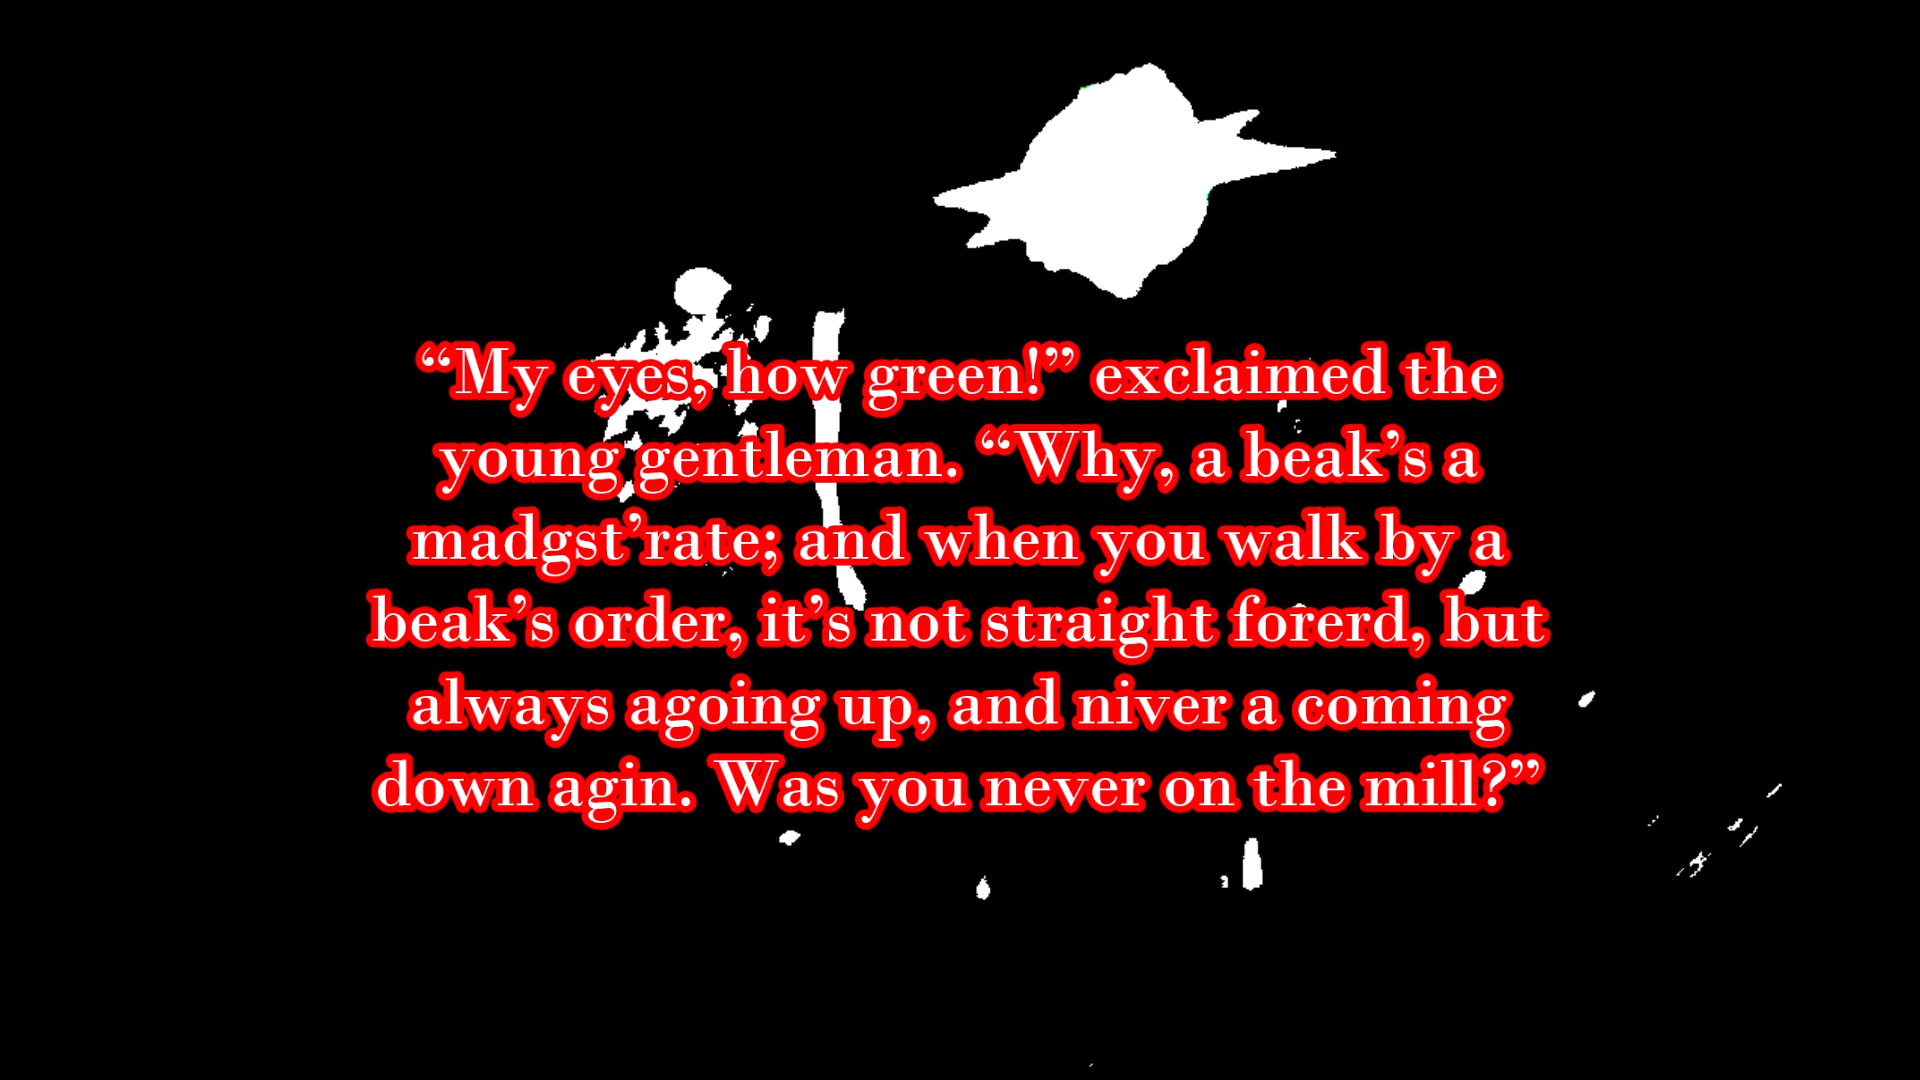 “My eyes, how green!” exclaimed the
young gentleman. “Why, a beak’s a
madgst’rate; and when you walk by a
beak’s order, it’s not straight forerd, but
always agoing up, and niver a coming
down agin. Was you never on the mill?”